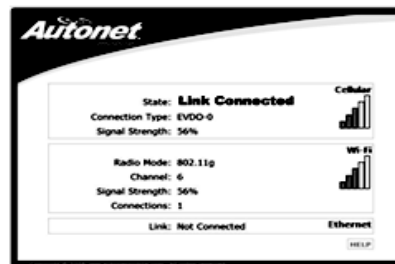 Autonet
Cellular
State: Link Connected
Connection Type: EVDO-0
Signal Strength: 56%
Wi-Fi
Radio Mode: 802.11g
Channel: 6
Signal Strength: 56%
Connections: 1
Link: Not Connected
Ethernet
HELP